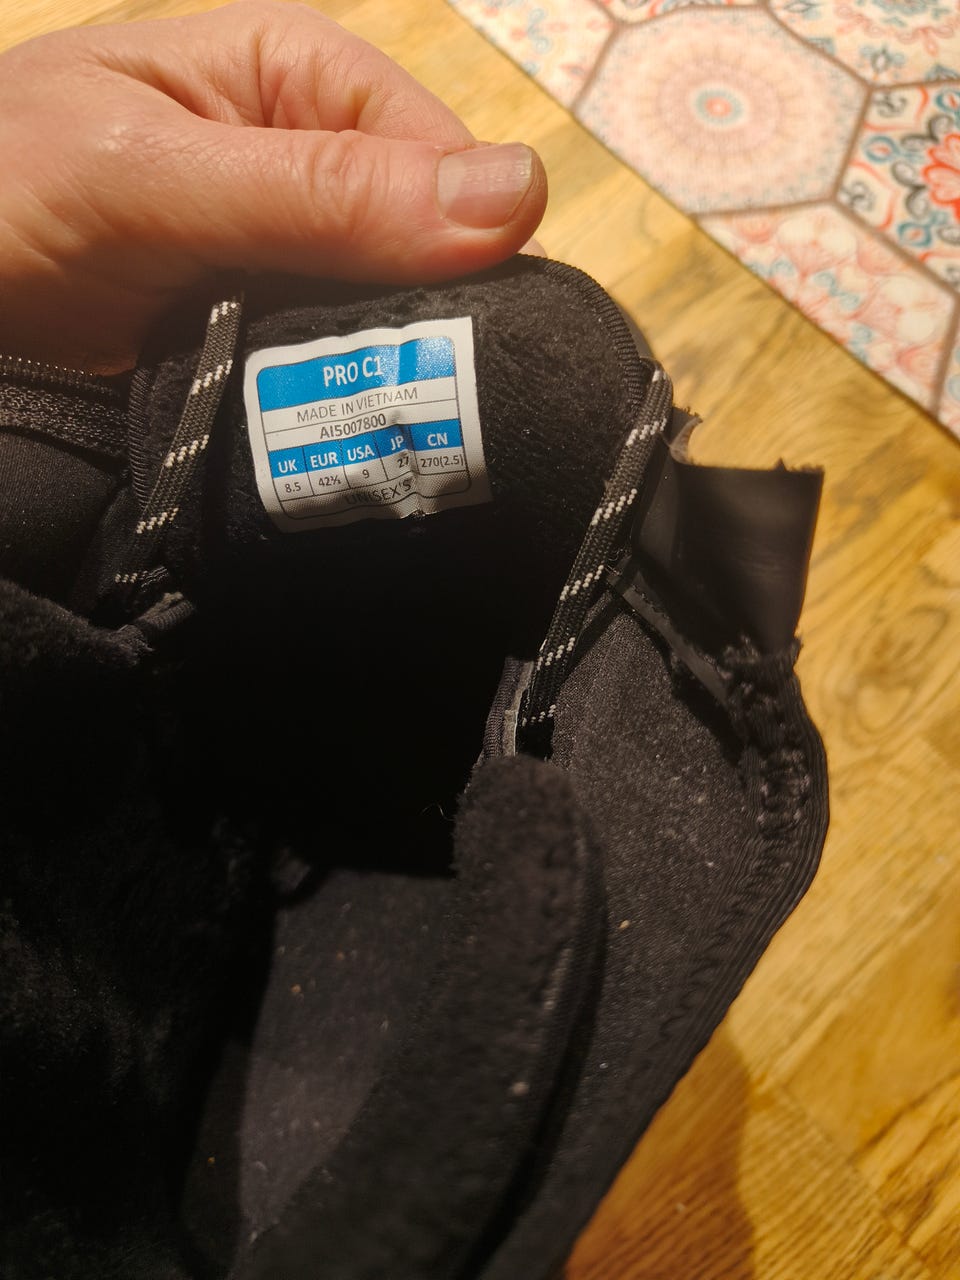 PRO C1
MADE IN VIETNAM
AI5007800
UK EUR USA JP CN
8.5 42⅔ 9 27 270(2.5)
UNISEX'S